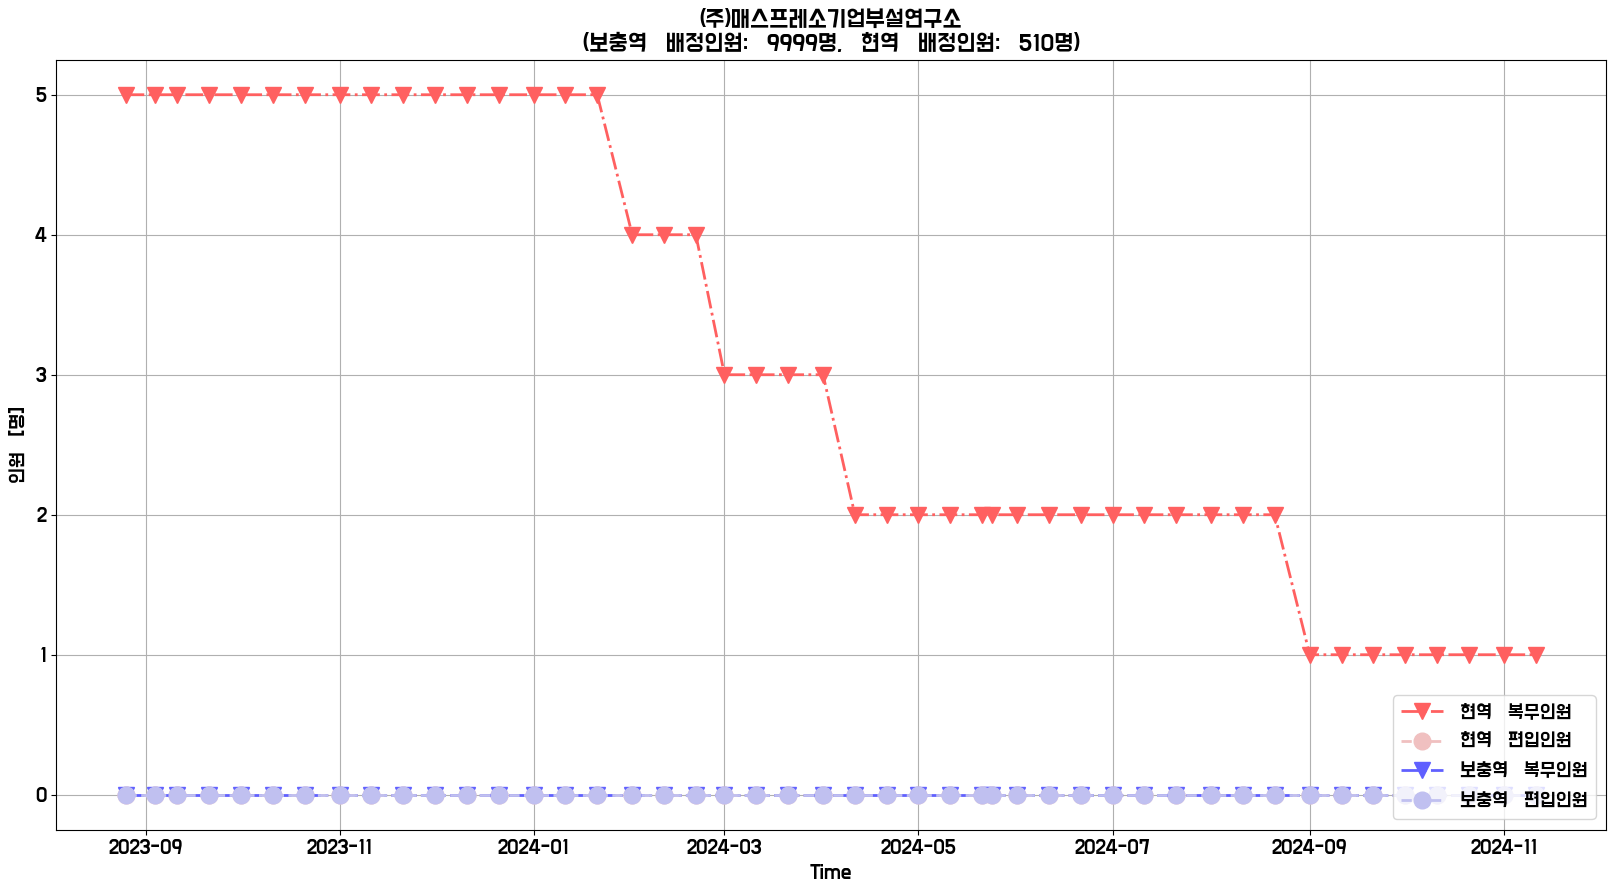 (주)매스프레소기업부설연구소
(보충역 배정인원: 9999명, 현역 배정인원: 510명)
5
4
3
2
1
0
인원 [명]
2023-09
2023-11
2024-01
2024-03
2024-05
2024-07
2024-09
2024-11
Time
현역 복무인원
현역 편입인원
보충역 복무인원
보충역 편입인원